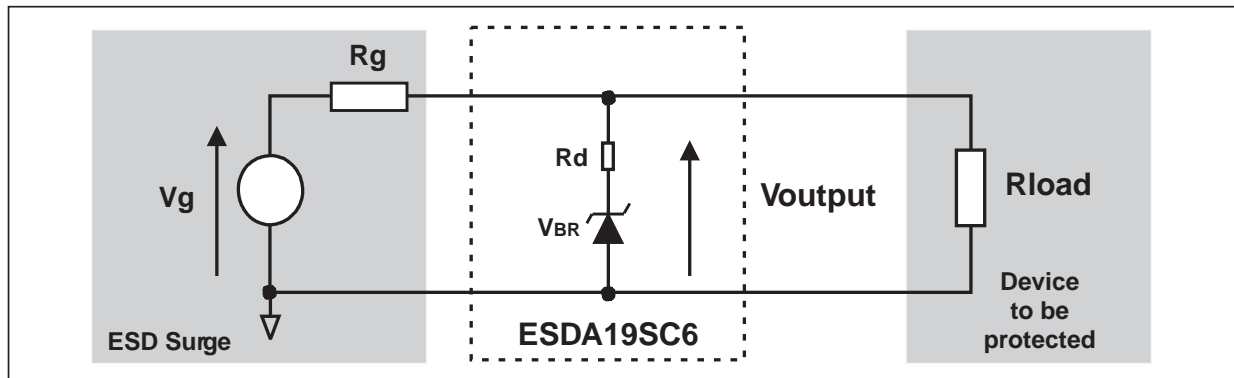 Rg
Rd
Vg
VBR
Voutput
Rload
ESD Surge
ESDA19SC6
Device
to be
protected